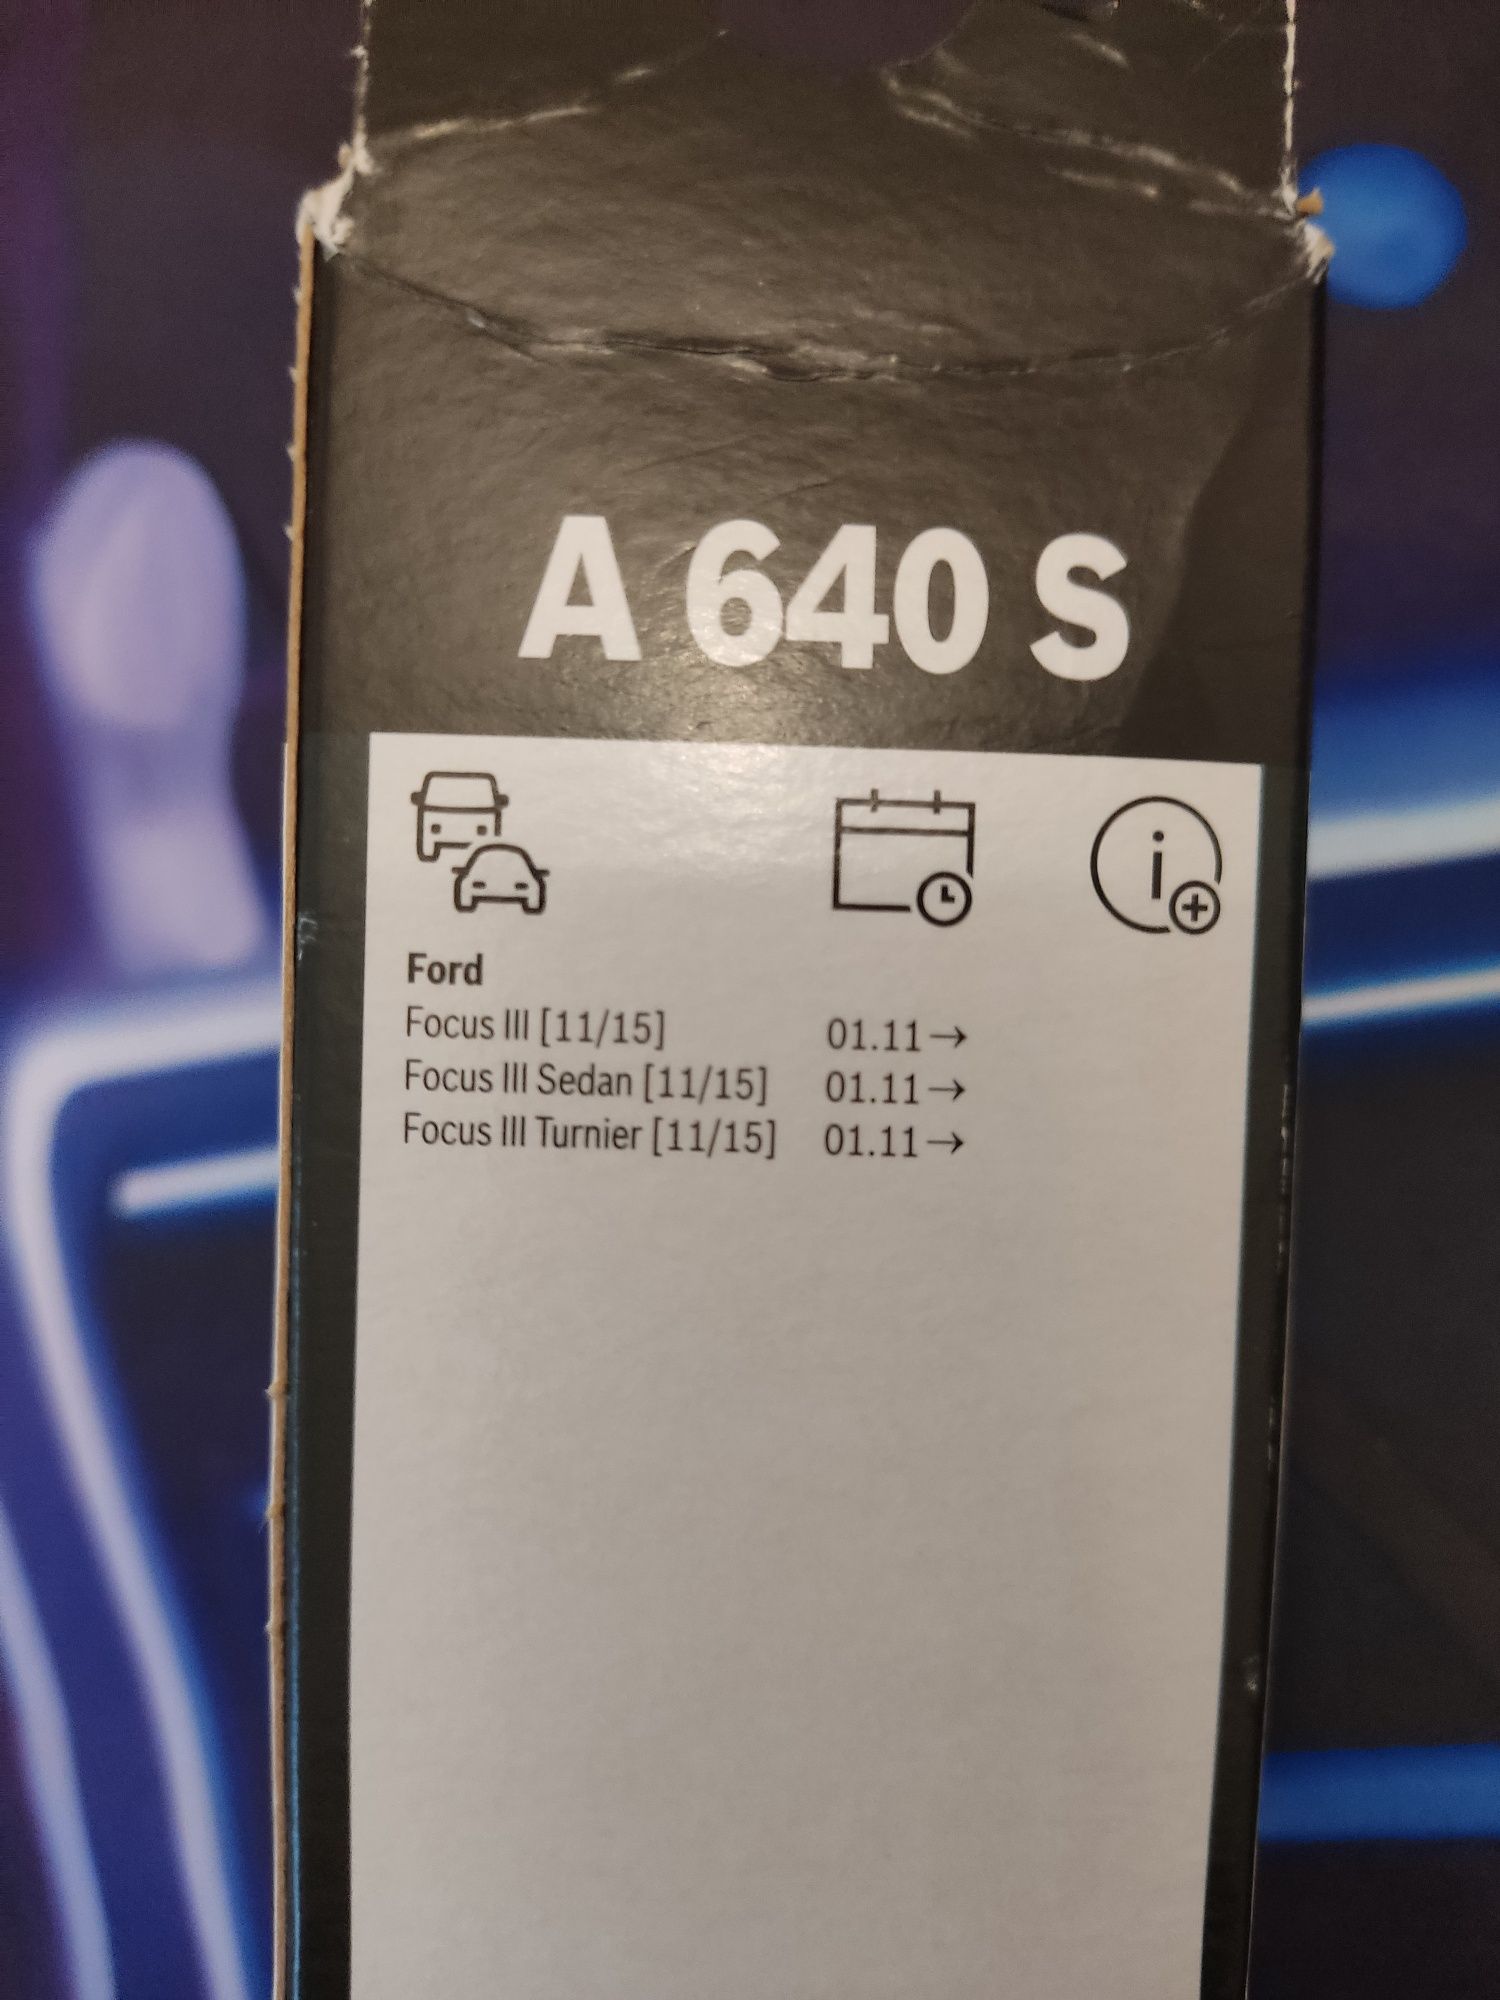 A 640 S
Ford
Focus III [11/15] 01.11→
Focus III Sedan [11/15] 01.11→
Focus III Turnier [11/15] 01.11→